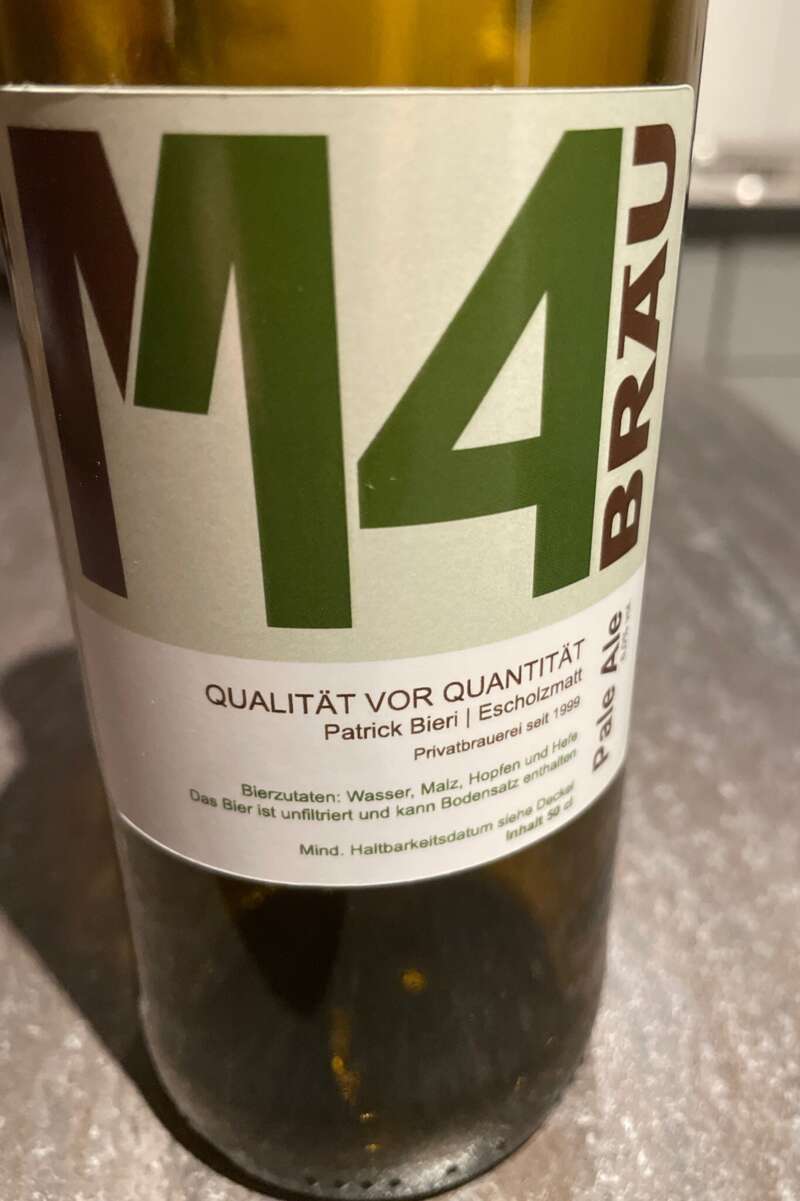 M4
BRÄU
QUALITÄT VOR QUANTITÄT
Patrick Bieri | Escholzmatt
Privatbrauerei seit 1999
Bierzutaten: Wasser, Malz, Hopfen und Hefe
Das Bier ist unfiltriert und kann Bodensatz enthalten
Mind. Haltbarkeitsdatum siehe Deckel
Inhalt 50 cl
Pale Ale